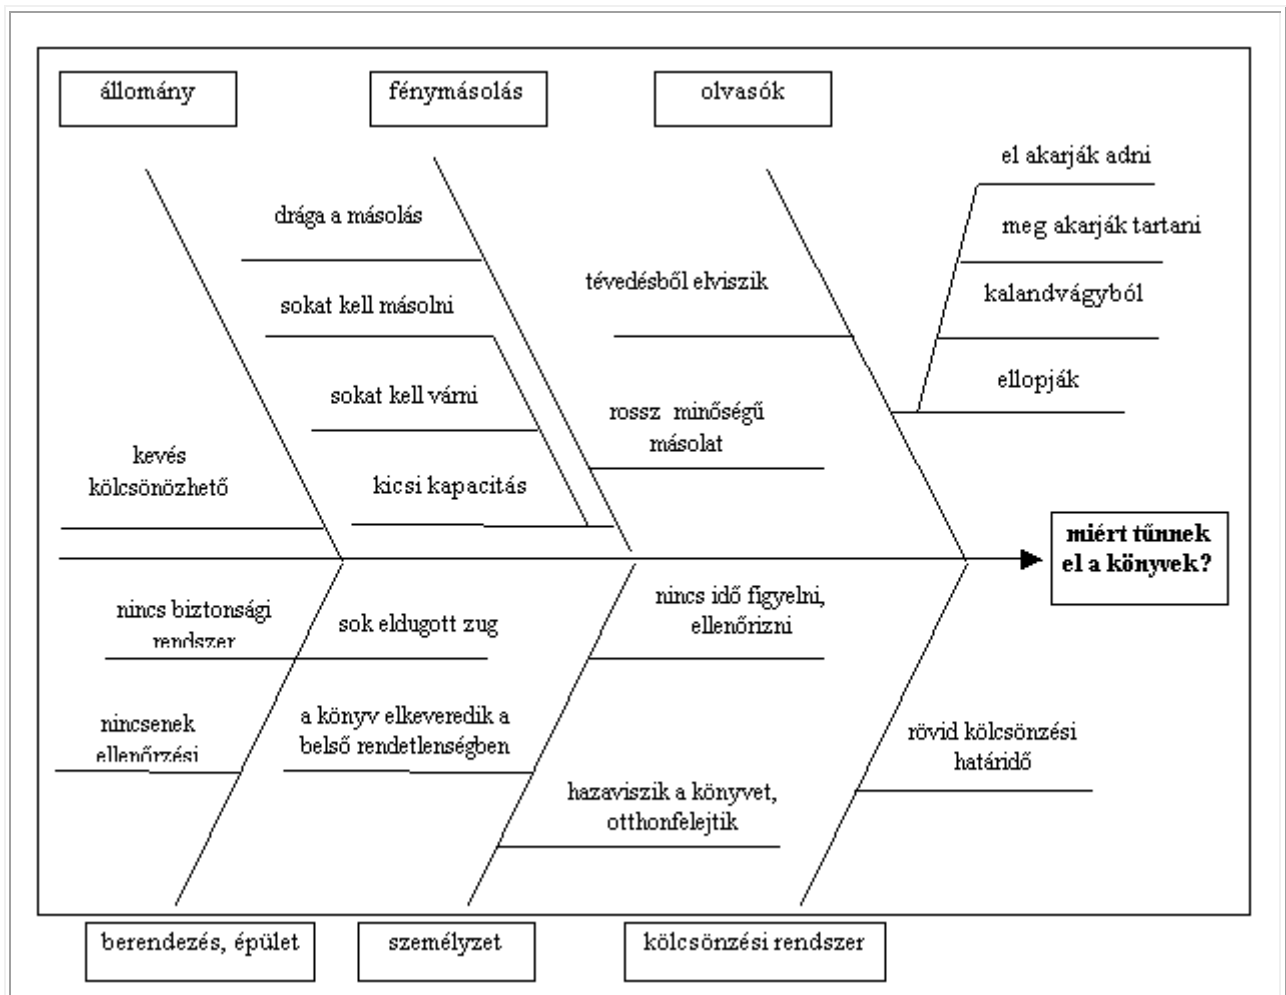 állomány
fénymásolás
olvasók
el akarják adni
drága a másolás
meg akarják tartani
tévedésből elviszik
kalandvágyból
sokat kell másolni
ellopják
sokat kell várni
rossz minőségű
másolat
kevés
kölcsönözhető
kicsi kapacitás
miért tűnnek
el a könyvek?
nincs biztonsági
rendszer
sok eldugott zug
nincs idő figyelni,
ellenőrizni
nincsenek
ellenőrzési
a könyv elkeveredik a
belső rendetlenségben
rövid kölcsönzési
határidő
hazaviszik a könyvet,
otthonfelejtik
berendezés, épület
személyzet
kölcsönzési rendszer